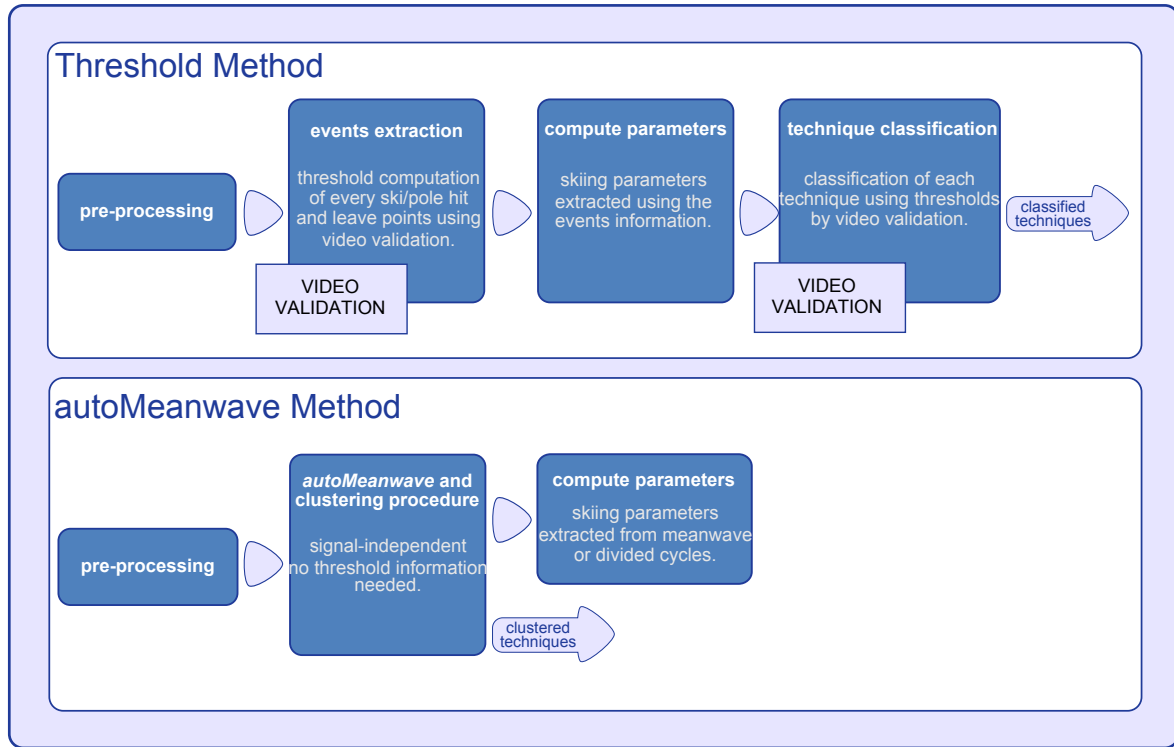 Threshold Method
pre-processing
events extraction
threshold computation
of every ski/pole hit
and leave points using
video validation.
VIDEO
VALIDATION
compute parameters
skiing parameters
extracted using the
events information.
technique classification
classification of each
technique using thresholds
by video validation.
VIDEO
VALIDATION
classified
techniques
autoMeanwave Method
pre-processing
autoMeanwave and
clustering procedure
signal-independent
no threshold information
needed.
clustered
techniques
compute parameters
skiing parameters
extracted from meanwave
or divided cycles.